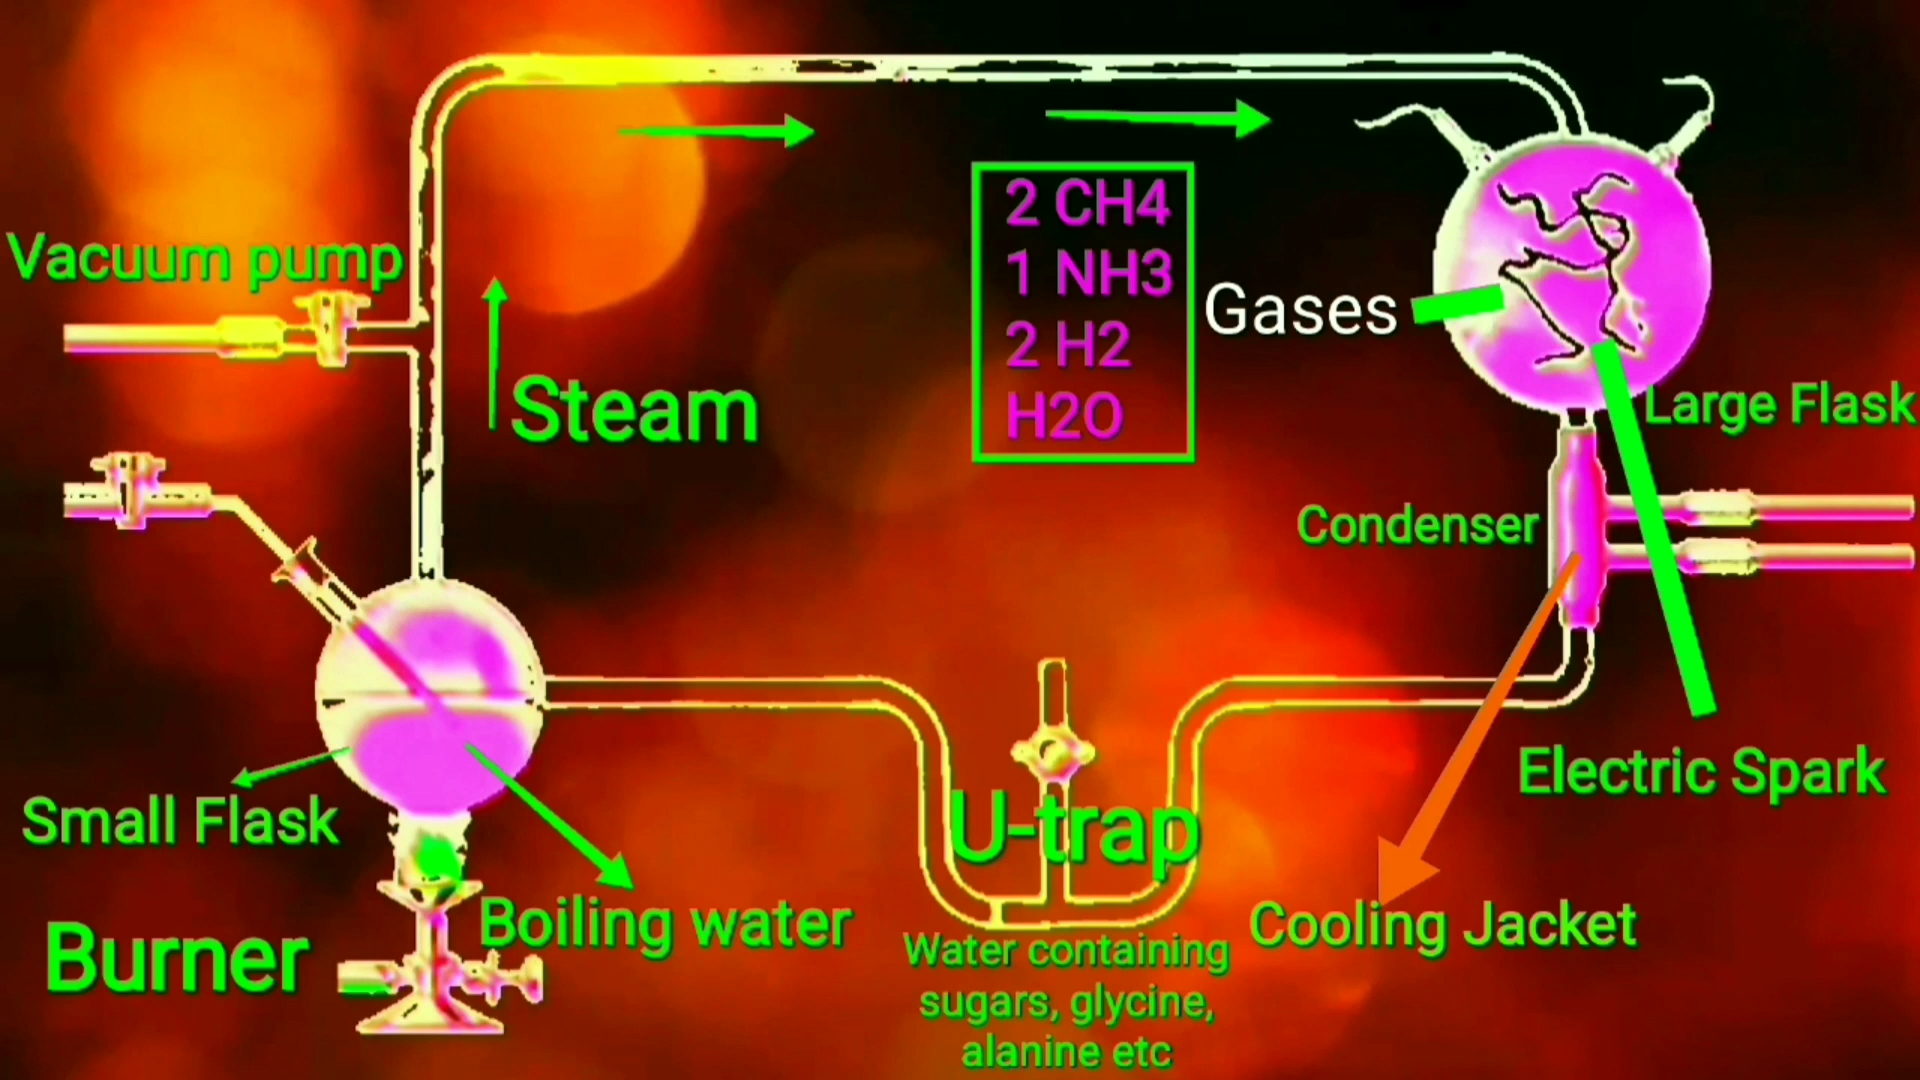 Vacuum pump
Steam
2 CH4
1 NH3
2 H2
H2O
Gases
Large Flask
Condenser
Electric Spark
Small Flask
U-trap
Boiling water
Burner
Cooling Jacket
Water containing
sugars, glycine,
alanine etc